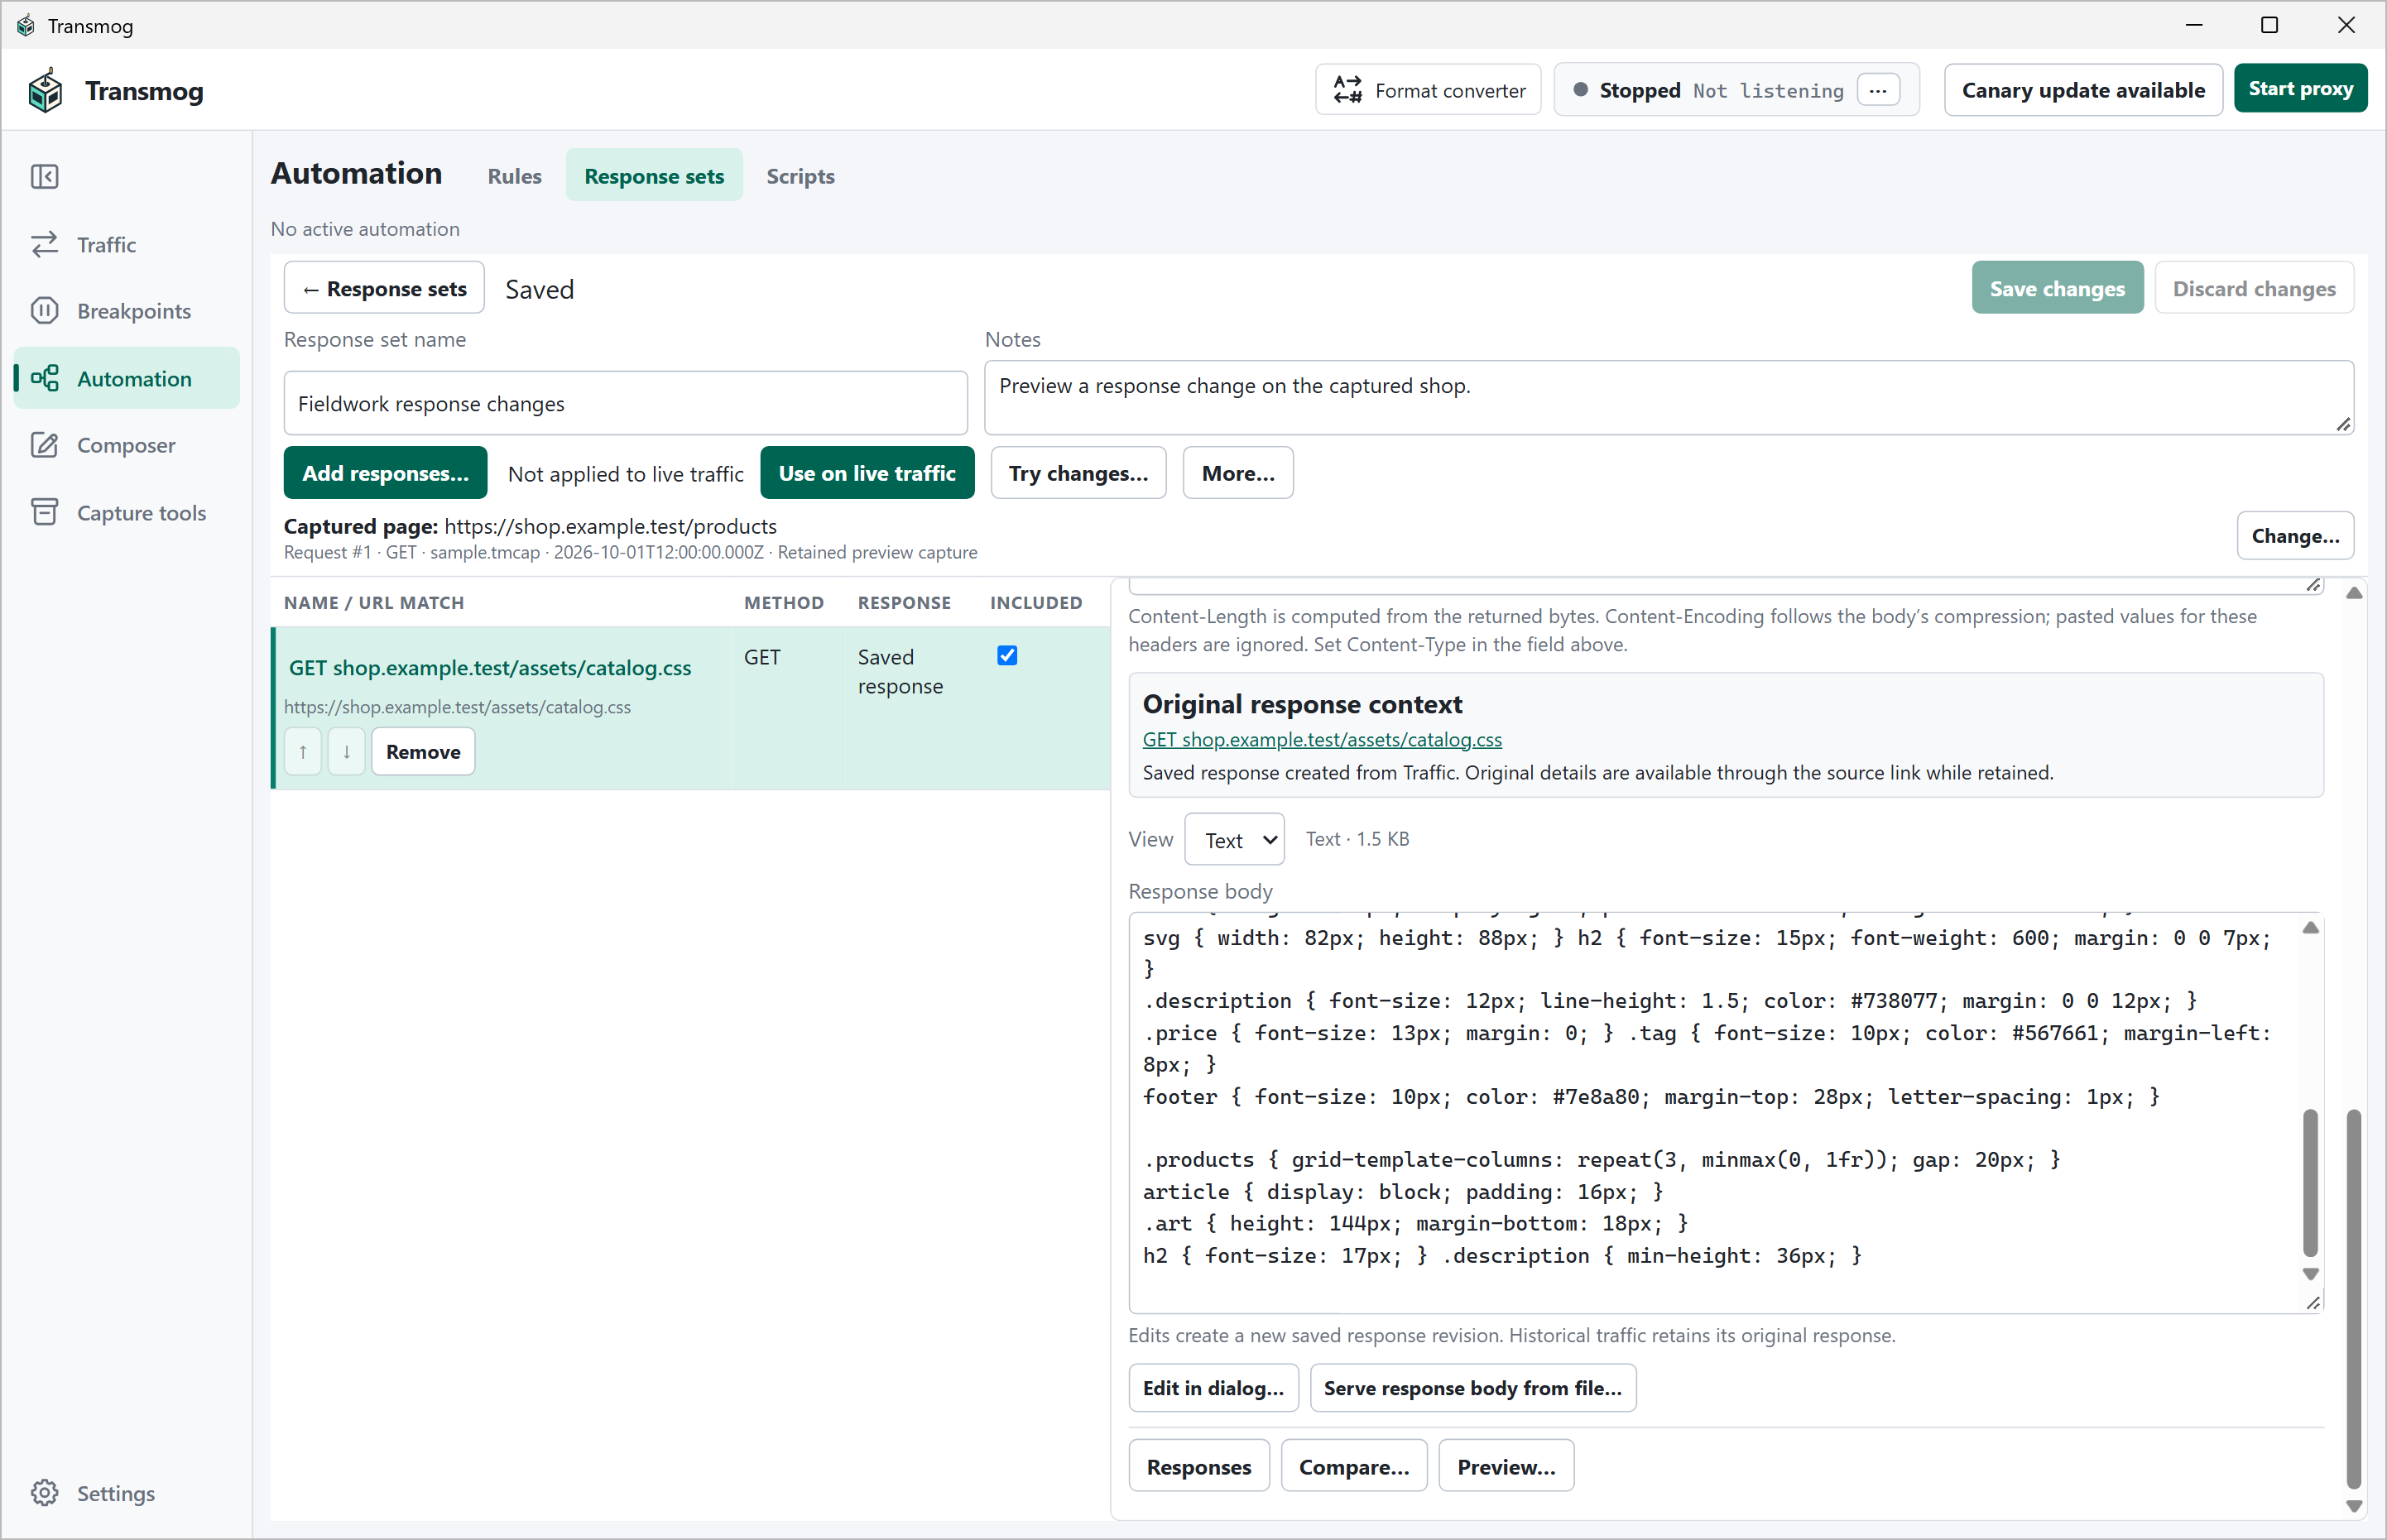 Transmog
Transmog
Format converter
Stopped Not listening ...
Canary update available
Start proxy
Traffic
Breakpoints
Automation
Composer
Capture tools
Settings
Automation
Rules
Response sets
Scripts
No active automation
← Response sets
Saved
Save changes
Discard changes
Response set name
Notes
Fieldwork response changes
Preview a response change on the captured shop.
Add responses...
Not applied to live traffic
Use on live traffic
Try changes...
More...
Captured page: https://shop.example.test/products
Request #1 · GET · sample.tmcap · 2026-10-01T12:00:00.000Z · Retained preview capture
Change...
NAME / URL MATCH METHOD RESPONSE INCLUDED
GET shop.example.test/assets/catalog.css
https://shop.example.test/assets/catalog.css
↑ ↓ Remove
GET
Saved
response
Content-Length is computed from the returned bytes. Content-Encoding follows the body’s compression; pasted values for these
headers are ignored. Set Content-Type in the field above.
Original response context
GET shop.example.test/assets/catalog.css
Saved response created from Traffic. Original details are available through the source link while retained.
View Text Text · 1.5 KB
Response body
svg { width: 82px; height: 88px; } h2 { font-size: 15px; font-weight: 600; margin: 0 0 7px;
}
.description { font-size: 12px; line-height: 1.5; color: #738077; margin: 0 0 12px; }
.price { font-size: 13px; margin: 0; } .tag { font-size: 10px; color: #567661; margin-left:
8px; }
footer { font-size: 10px; color: #7e8a80; margin-top: 28px; letter-spacing: 1px; }
.products { grid-template-columns: repeat(3, minmax(0, 1fr)); gap: 20px; }
article { display: block; padding: 16px; }
.art { height: 144px; margin-bottom: 18px; }
h2 { font-size: 17px; } .description { min-height: 36px; }
Edits create a new saved response revision. Historical traffic retains its original response.
Edit in dialog...
Serve response body from file...
Responses
Compare...
Preview...